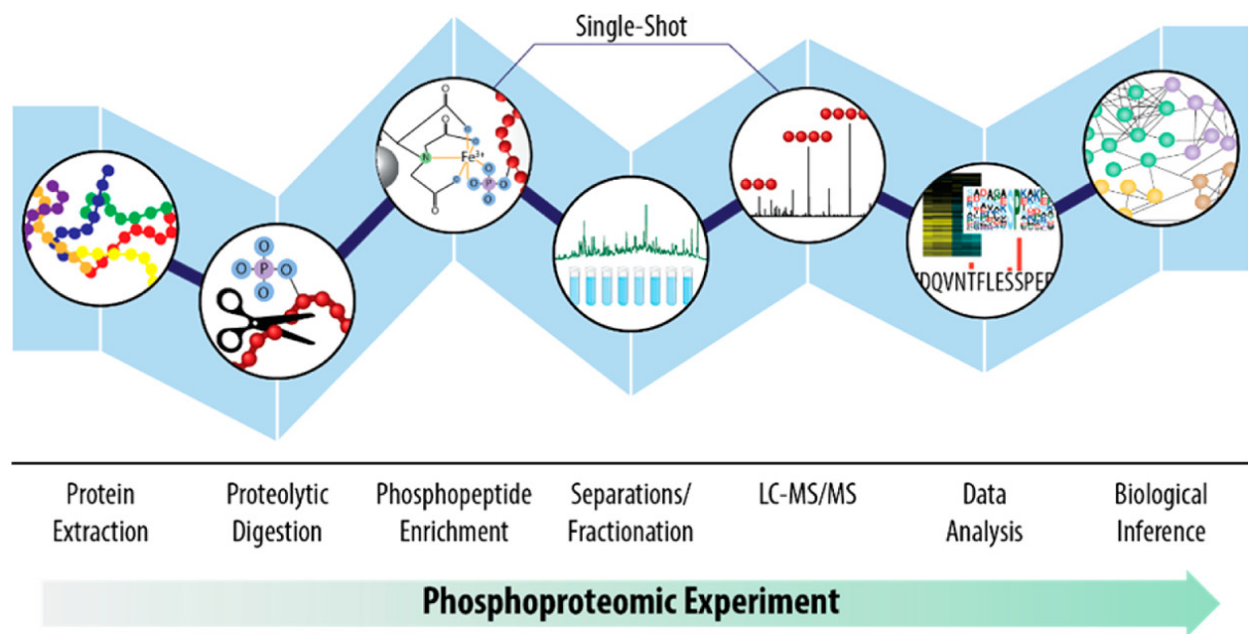 Single-Shot
O
O
O
N
Fe³⁺
O
O
P
O
O
O
O
P
O
O
YDQVNTFLESSPEP
Protein
Extraction
Proteolytic
Digestion
Phosphopeptide
Enrichment
Separations/
Fractionation
LC-MS/MS
Data
Analysis
Biological
Inference
Phosphoproteomic Experiment